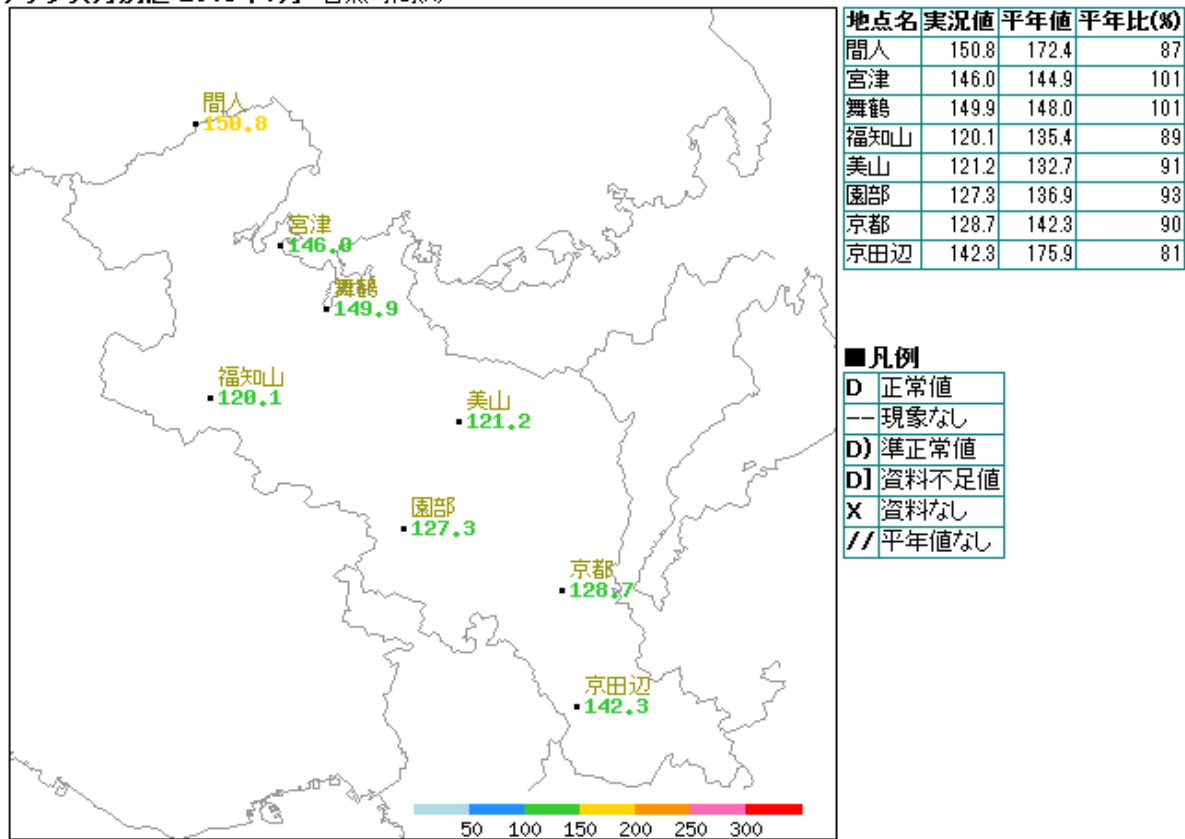 地点名 実況値 平年値 平年比(%)
間人 150.8 172.4 87
宮津 146.0 144.9 101
舞鶴 149.9 148.0 101
福知山 120.1 135.4 89
美山 121.2 132.7 91
園部 127.3 136.9 93
京都 128.7 142.3 90
京田辺 142.3 175.9 81
■凡例
D 正常値
-- 現象なし
D) 準正常値
D] 資料不足値
X 資料なし
// 平年値なし
間人
150.8
宮津
146.0
舞鶴
149.9
福知山
120.1
美山
121.2
園部
127.3
京都
128.7
京田辺
142.3
50 100 150 200 250 300